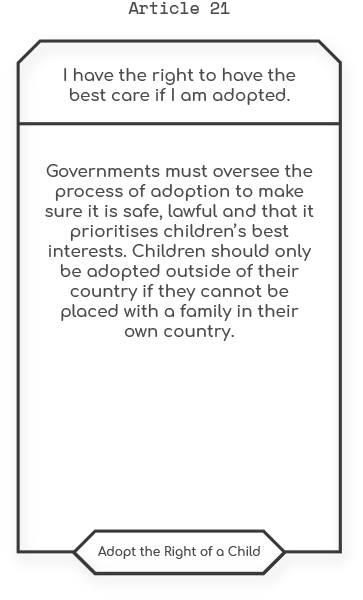 Article 21
I have the right to have the
best care if I am adopted.
Governments must oversee the
process of adoption to make
sure it is safe, lawful and that it
prioritises children’s best
interests. Children should only
be adopted outside of their
country if they cannot be
placed with a family in their
own country.
Adopt the Right of a Child